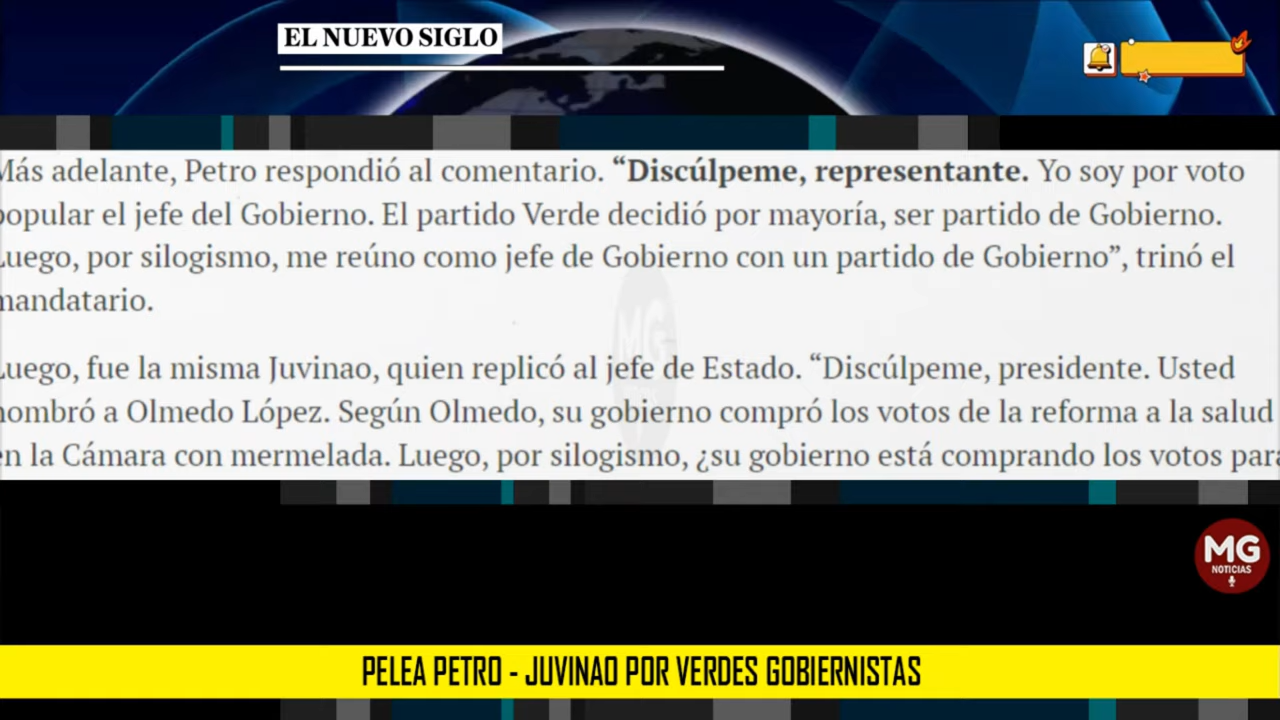 EL NUEVO SIGLO
Más adelante, Petro respondió al comentario. “Discúlpeme, representante. Yo soy por voto
popular el jefe del Gobierno. El partido Verde decidió por mayoría, ser partido de Gobierno.
Luego, por silogismo, me reúno como jefe de Gobierno con un partido de Gobierno”, trinó el
mandatario.
Luego, fue la misma Juvinao, quien replicó al jefe de Estado. “Discúlpeme, presidente. Usted
nombró a Olmedo López. Según Olmedo, su gobierno compró los votos de la reforma a la salud
en la Cámara con mermelada. Luego, por silogismo, ¿su gobierno está comprando los votos para
MG
NOTICIAS
PELEA PETRO - JUVINAO POR VERDES GOBIERNISTAS